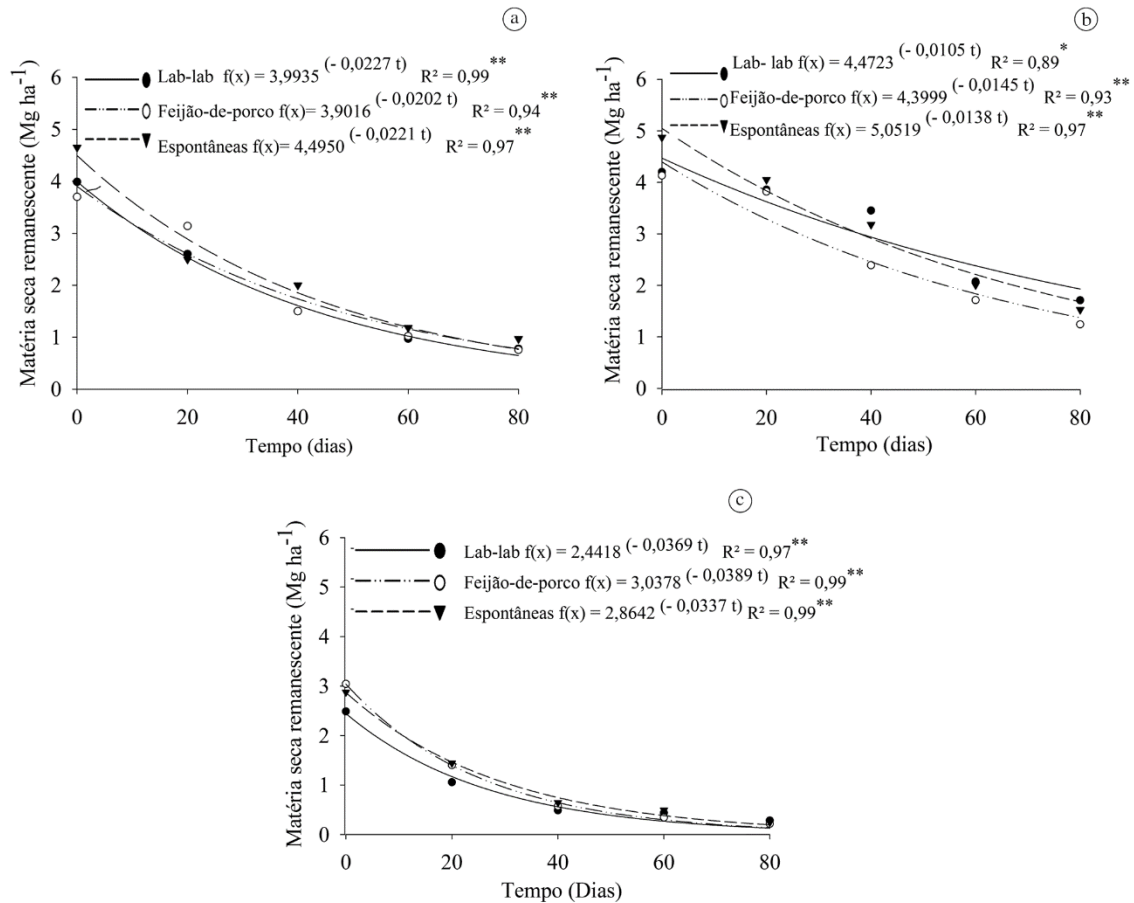 a
Matéria seca remanescente (Mg ha⁻¹)
6
5
4
3
2
1
0
Lab-lab f(x) = 3,9935 (- 0,0227 t) R² = 0,99**
Feijão-de-porco f(x)= 3,9016 (- 0,0202 t) R² = 0,94**
Espontâneas f(x)= 4,4950 (- 0,0221 t) R² = 0,97**
0 20 40 60 80
Tempo (dias)
b
Matéria seca remanescente (Mg ha⁻¹)
6
5
4
3
2
1
0
Lab- lab f(x) = 4,4723 (- 0,0105 t) R² = 0,89*
Feijão-de-porco f(x) = 4,3999 (- 0,0145 t) R² = 0,93**
Espontâneas f(x) = 5,0519 (- 0,0138 t) R² = 0,97**
0 20 40 60 80
Tempo (dias)
c
Matéria seca remanescente (Mg ha⁻¹)
6
5
4
3
2
1
0
Lab-lab f(x) = 2,4418 (- 0,0369 t) R² = 0,97**
Feijão-de-porco f(x) = 3,0378 (- 0,0389 t) R² = 0,99**
Espontâneas f(x) = 2,8642 (- 0,0337 t) R² = 0,99**
0 20 40 60 80
Tempo (Dias)